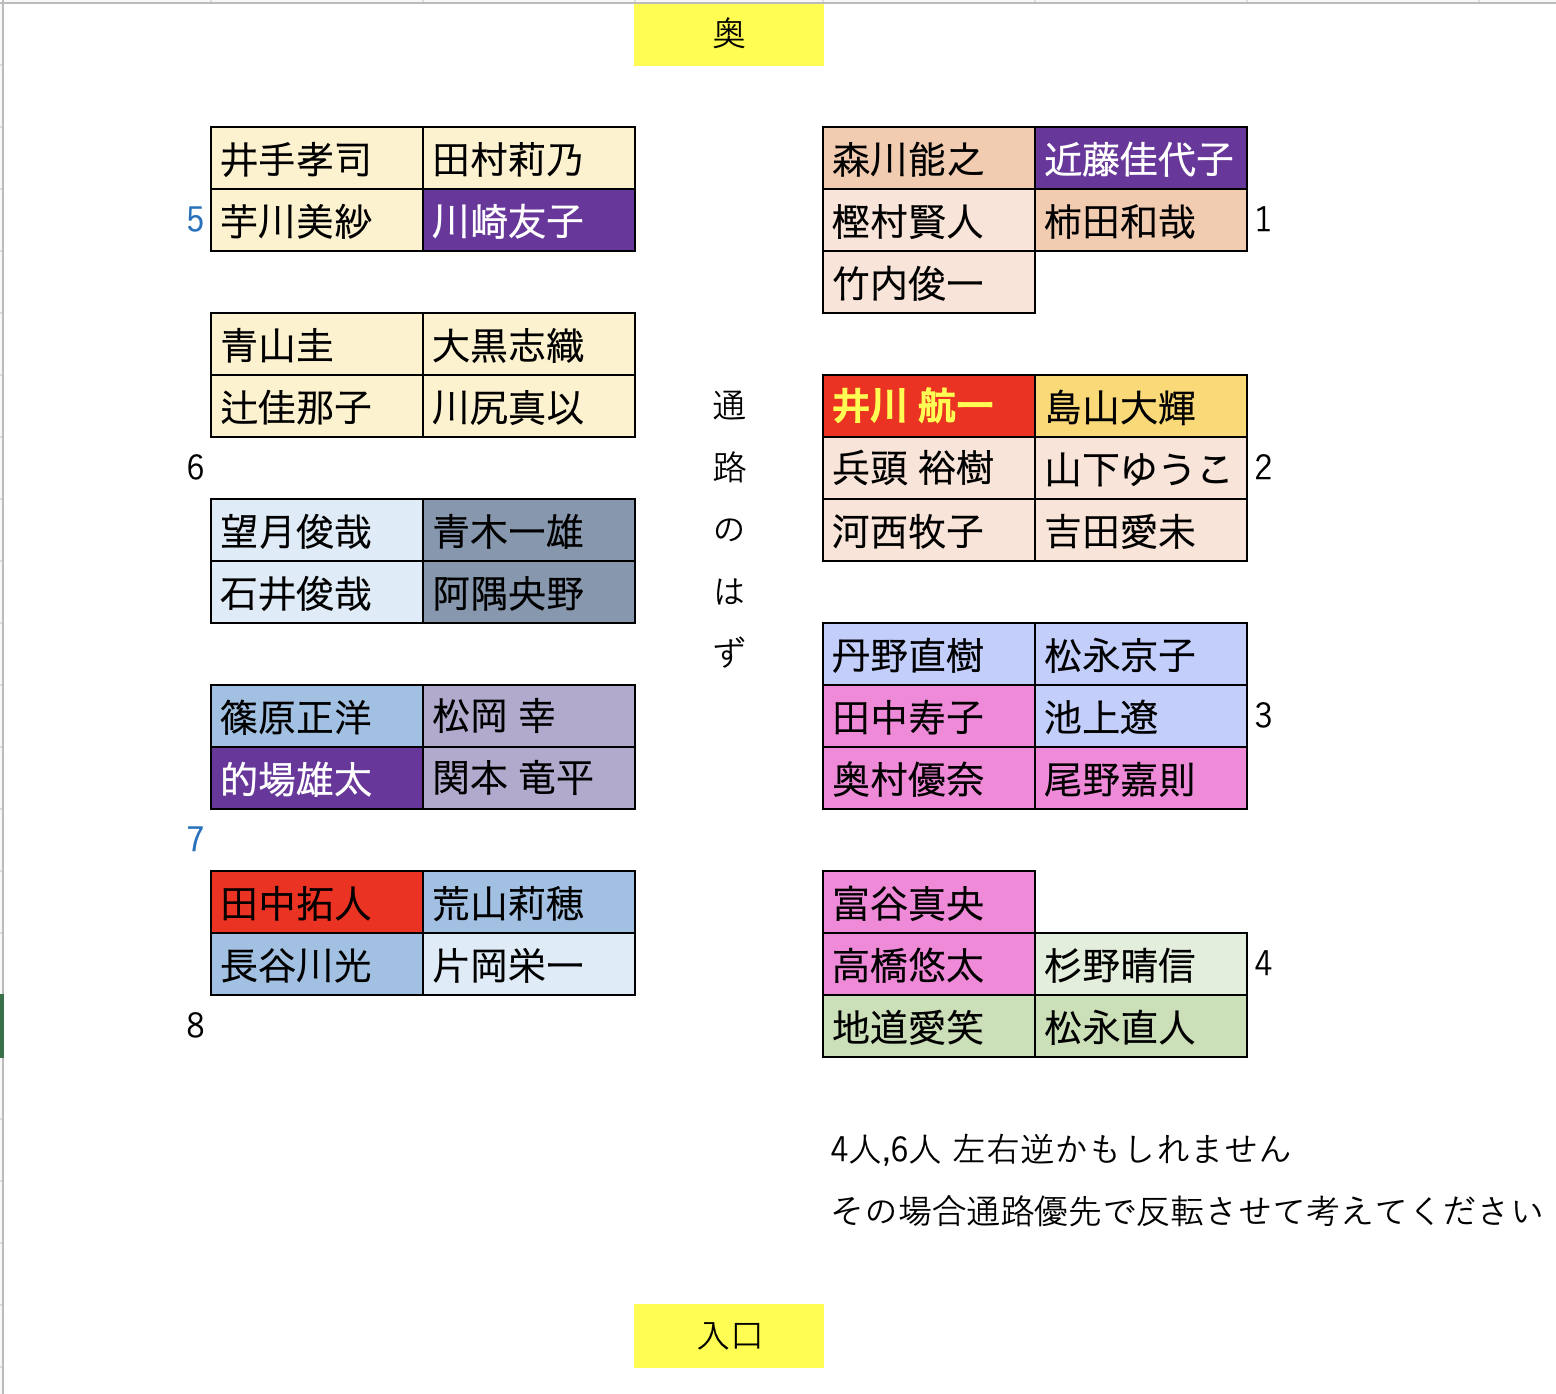 奥
井手孝司 田村莉乃
5 芋川美紗 川崎友子
青山圭 大黒志織
辻佳那子 川尻真以
6
望月俊哉 青木一雄
石井俊哉 阿隅央野
篠原正洋 松岡 幸
的場雄太 関本 竜平
7
田中拓人 荒山莉穂
長谷川光 片岡栄一
8
通
路
の
は
ず
森川能之 近藤佳代子
樫村賢人 柿田和哉 1
竹内俊一
井川 航一 島山大輝
兵頭 裕樹 山下ゆうこ 2
河西牧子 吉田愛未
丹野直樹 松永京子
田中寿子 池上遼 3
奥村優奈 尾野嘉則
富谷真央
高橋悠太 杉野晴信 4
地道愛笑 松永直人
4人,6人 左右逆かもしれません
その場合通路優先で反転させて考えてください
入口